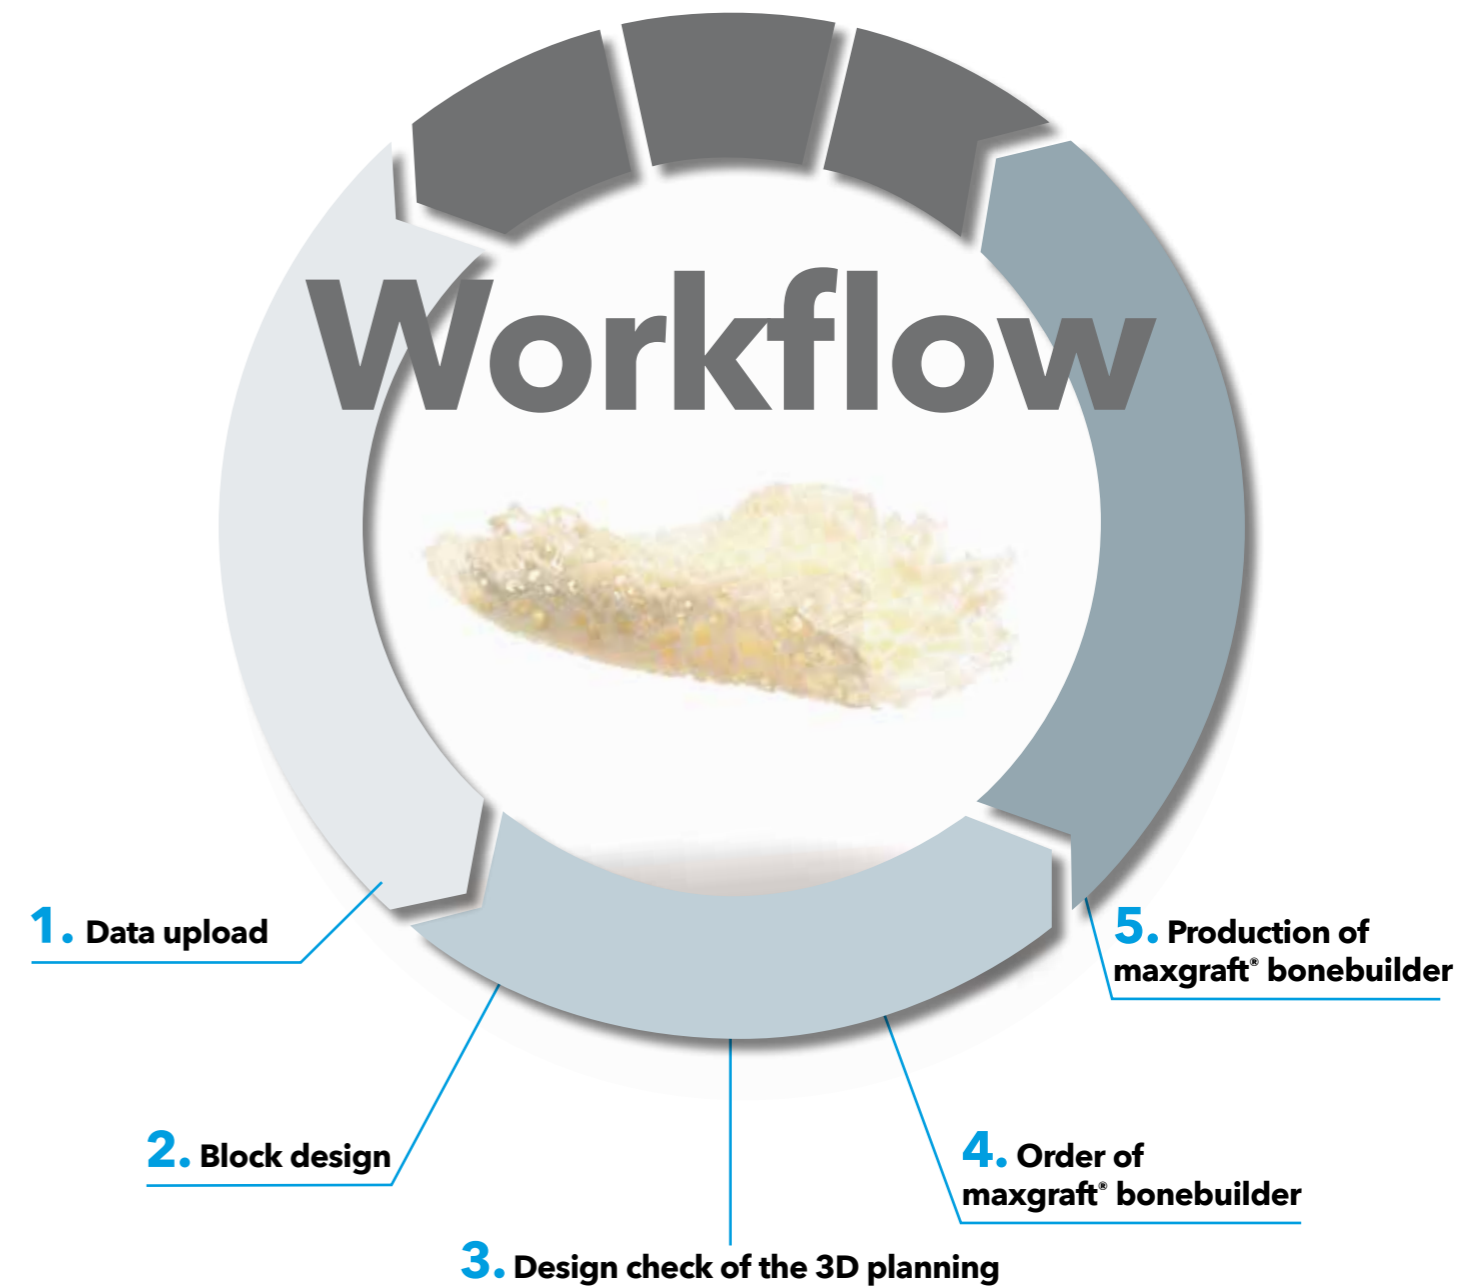 Workflow
1. Data upload
2. Block design
3. Design check of the 3D planning
4. Order of
maxgraft® bonebuilder
5. Production of
maxgraft® bonebuilder